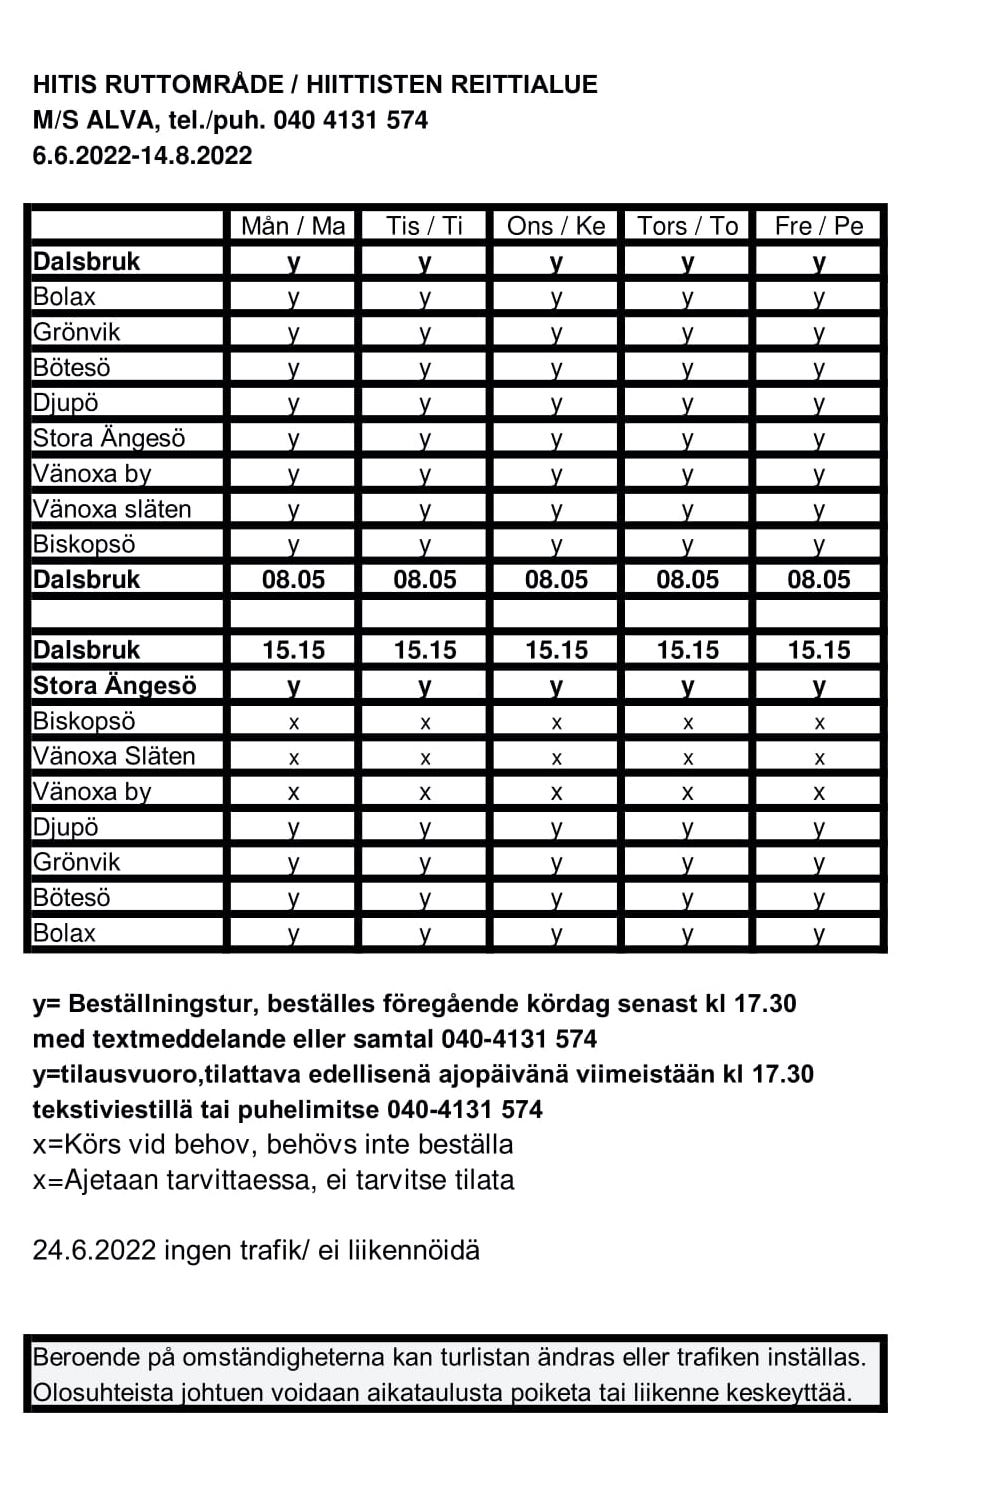 HITIS RUTTOMRÅDE / HIITTISTEN REITTIALUE
M/S ALVA, tel./puh. 040 4131 574
6.6.2022-14.8.2022
Mån / Ma Tis / Ti Ons / Ke Tors / To Fre / Pe
Dalsbruk y y y y y
Bolax y y y y y
Grönvik y y y y y
Bötesö y y y y y
Djupö y y y y y
Stora Ängesö y y y y y
Vänoxa by y y y y y
Vänoxa släten y y y y y
Biskopsö y y y y y
Dalsbruk 08.05 08.05 08.05 08.05 08.05
Dalsbruk 15.15 15.15 15.15 15.15 15.15
Stora Ängesö y y y y y
Biskopsö x x x x x
Vänoxa Släten x x x x x
Vänoxa by x x x x x
Djupö y y y y y
Grönvik y y y y y
Bötesö y y y y y
Bolax y y y y y
y= Beställningstur, beställes föregående kördag senast kl 17.30
med textmeddelande eller samtal 040-4131 574
y=tilausvuoro,tilattava edellisenä ajopäivänä viimeistään kl 17.30
tekstiviestillä tai puhelimitse 040-4131 574
x=Körs vid behov, behövs inte beställa
x=Ajetaan tarvittaessa, ei tarvitse tilata
24.6.2022 ingen trafik/ ei liikennöidä
Beroende på omständigheterna kan turlistan ändras eller trafiken inställas.
Olosuhteista johtuen voidaan aikataulusta poiketa tai liikenne keskeyttää.